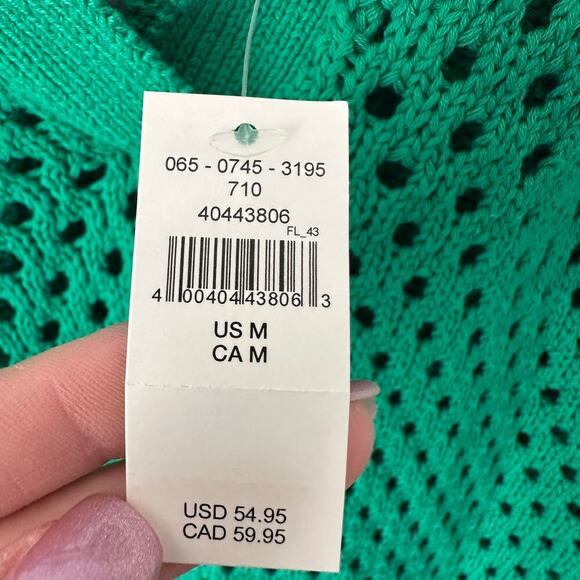 065 - 0745 - 3195
710
40443806
FL_43
4 00404 43806 3
US M
CA M
USD 54.95
CAD 59.95